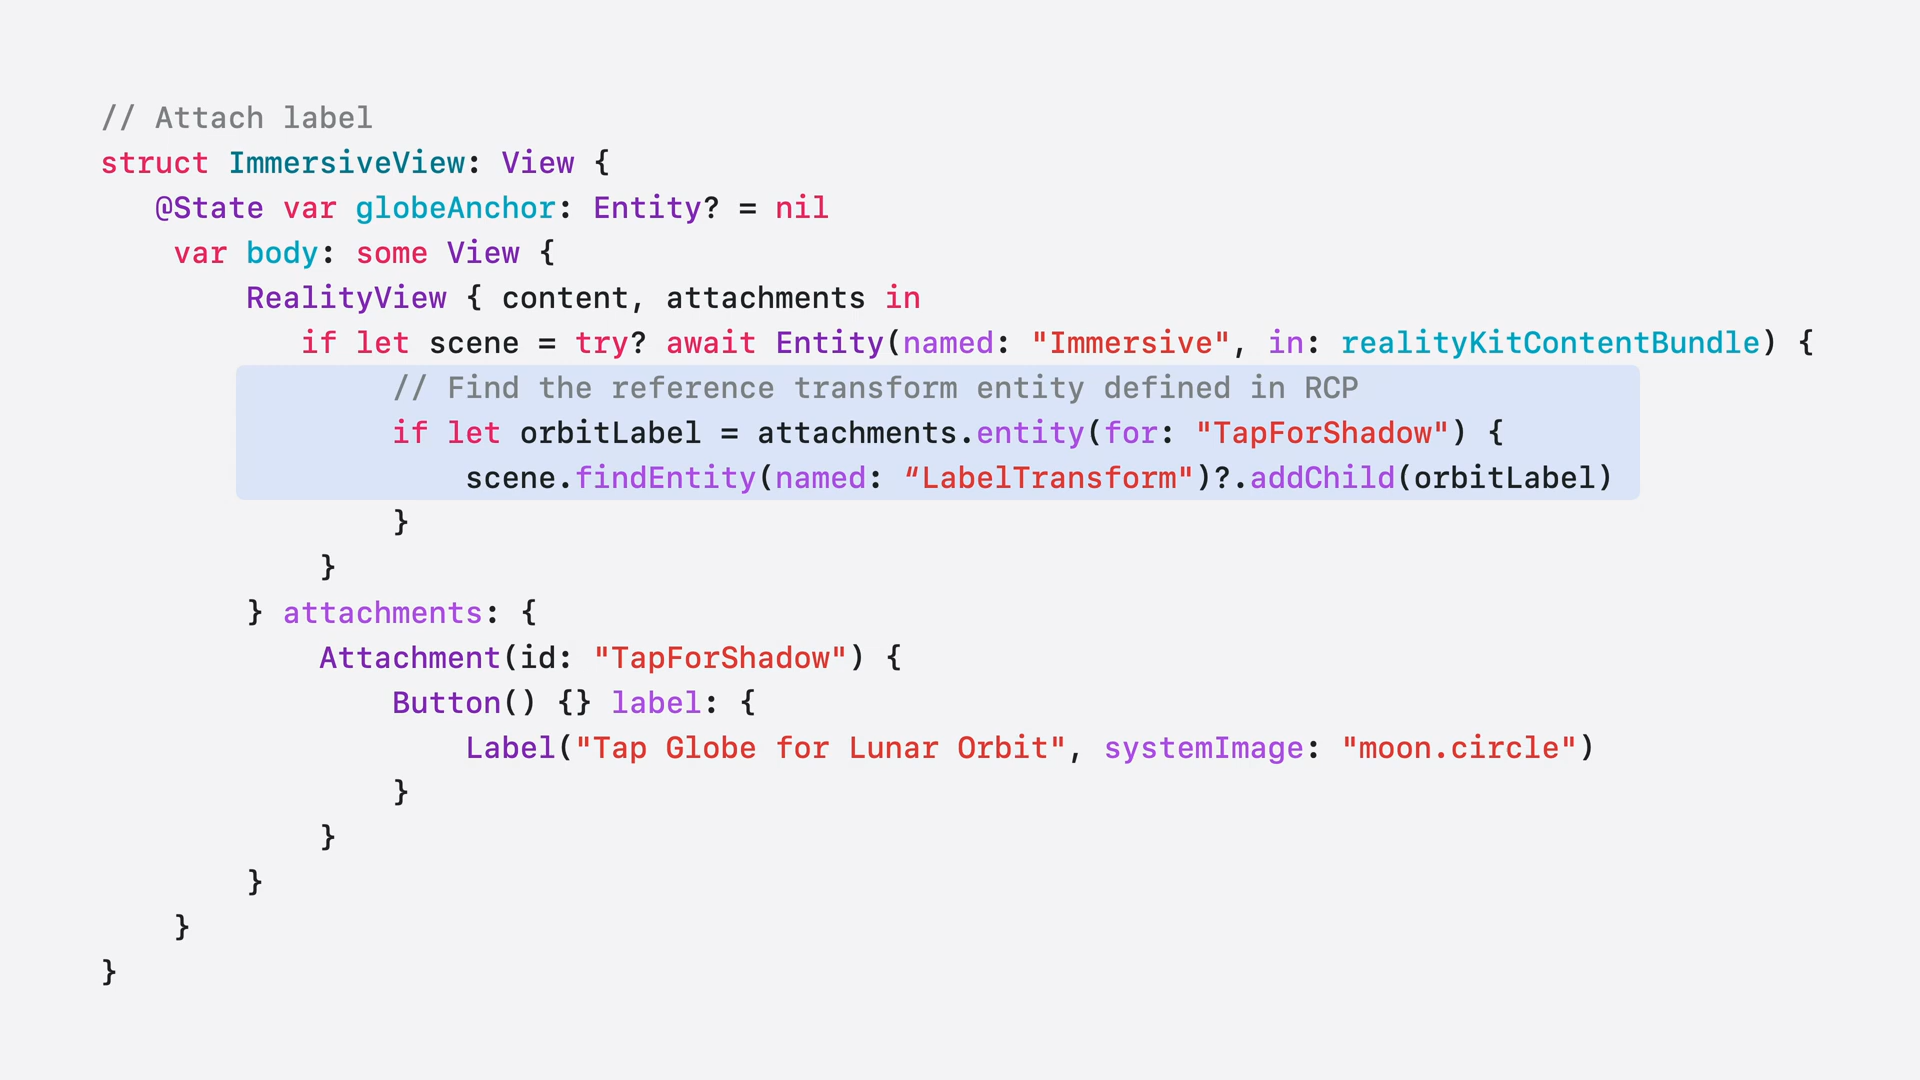 // Attach label
struct ImmersiveView: View {
@State var globeAnchor: Entity? = nil
var body: some View {
RealityView { content, attachments in
if let scene = try? await Entity(named: "Immersive", in: realityKitContentBundle) {
// Find the reference transform entity defined in RCP
if let orbitLabel = attachments.entity(for: "TapForShadow") {
scene.findEntity(named: “LabelTransform")?.addChild(orbitLabel)
}
}
} attachments: {
Attachment(id: "TapForShadow") {
Button() {} label: {
Label("Tap Globe for Lunar Orbit", systemImage: "moon.circle")
}
}
}
}
}